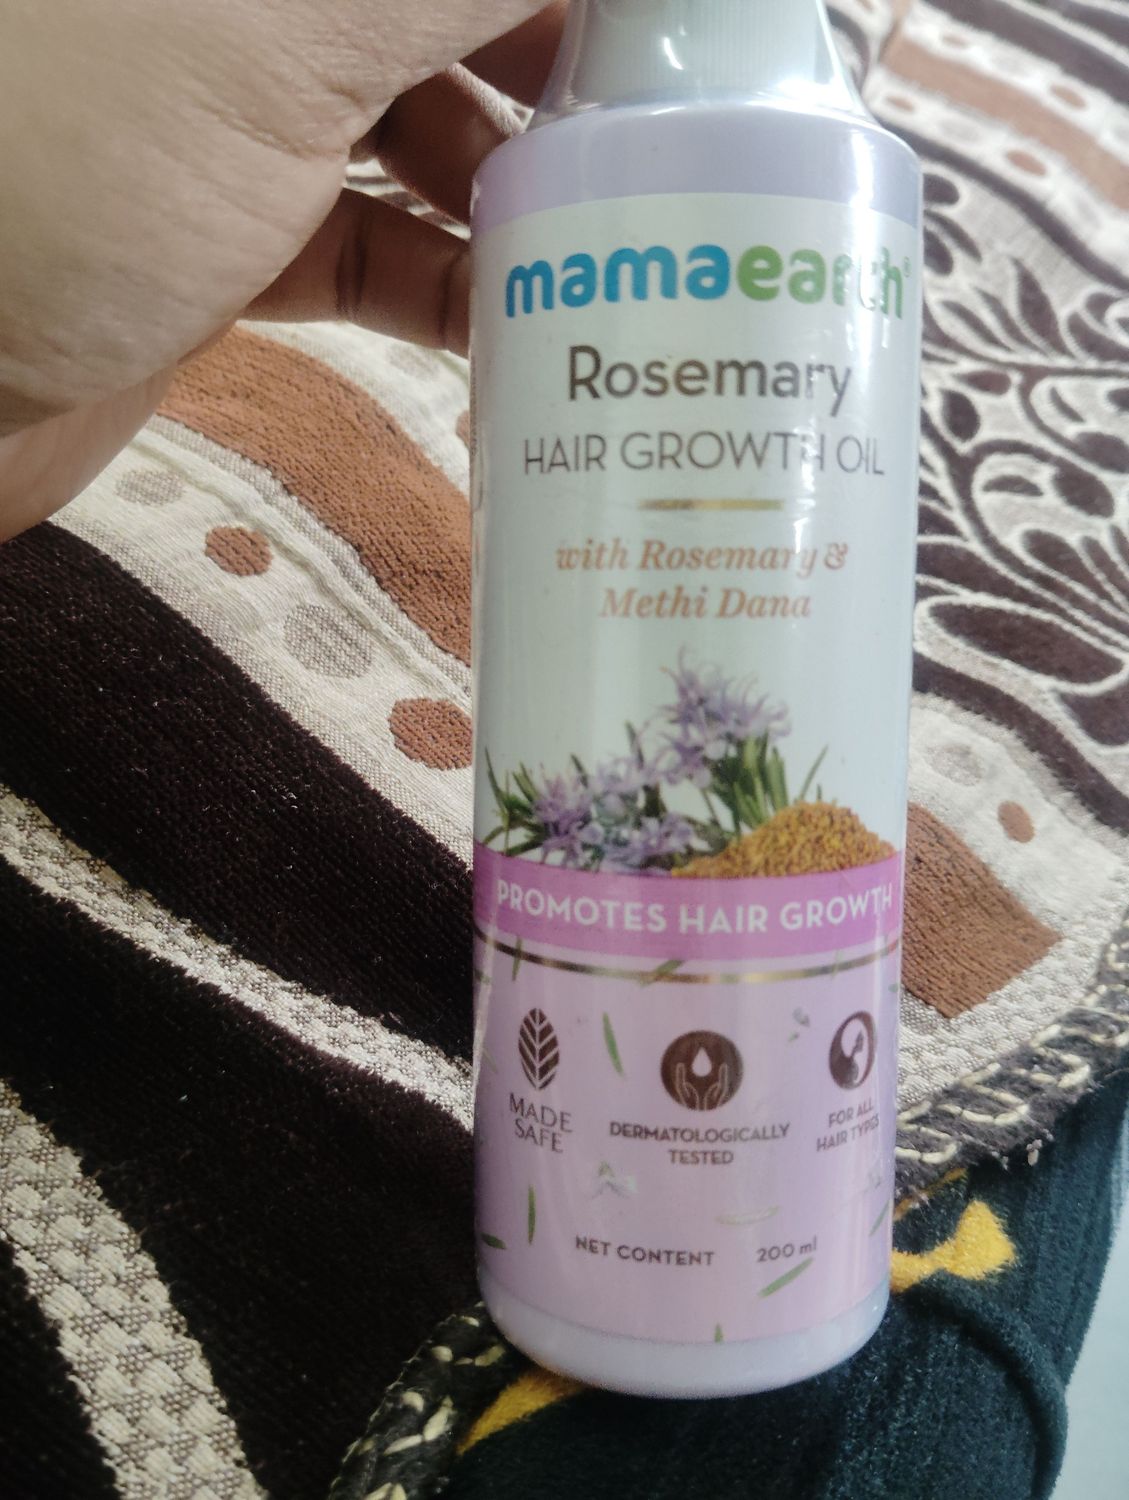 mamaearth®
Rosemary
HAIR GROWTH OIL
with Rosemary &
Methi Dana
PROMOTES HAIR GROWTH
MADE
SAFE
DERMATOLOGICALLY
TESTED
FOR ALL
HAIR TYPES
NET CONTENT 200 ml